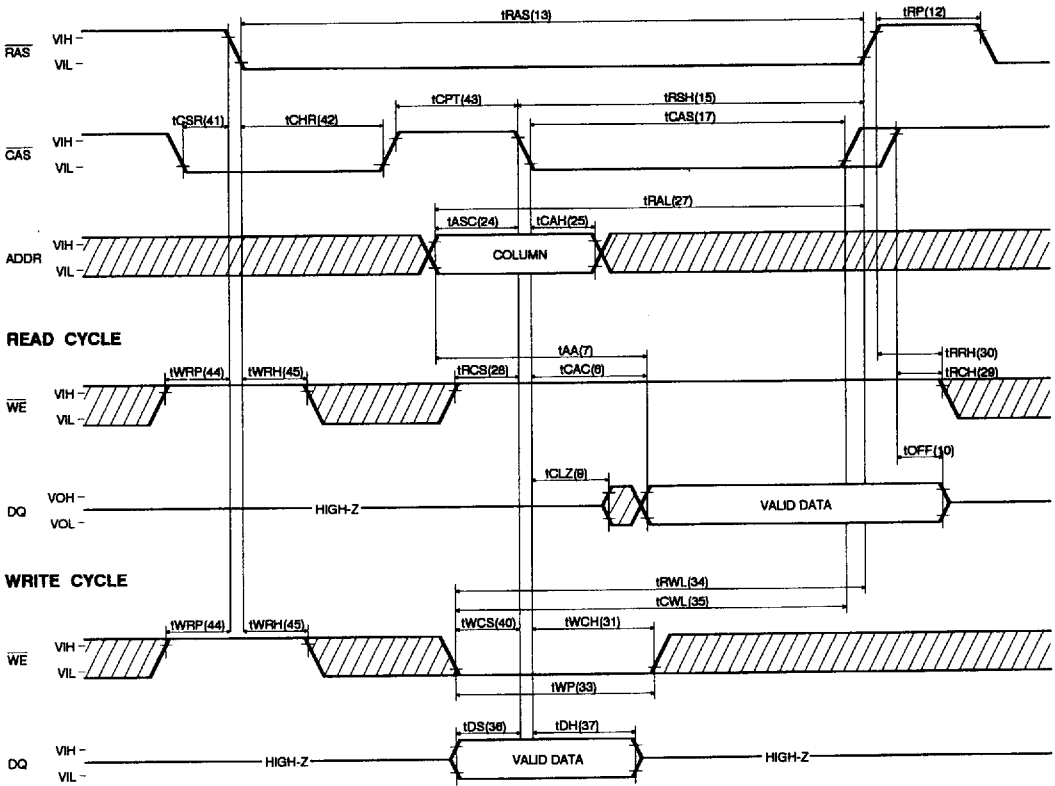 tRAS(13) tRP(12)
RAS VIH
VIL
tCPT(43) tRSH(15)
tCSR(41) tCHR(42) tCAS(17)
CAS VIH
VIL
tRAL(27)
tASC(24) tCAH(25)
ADDR VIH
VIL
COLUMN
READ CYCLE
tAA(7)
tRRH(30)
tWRP(44) tWRH(45) tRCS(28) tCAC(6)
tRCH(29)
WE VIH
VIL
tOFF(10)
tCLZ(9)
DQ VOH
VOL
HIGH-Z
VALID DATA
WRITE CYCLE
tRWL(34)
tCWL(35)
tWRP(44) tWRH(45) tWCS(40) tWCH(31)
WE VIH
VIL
tWP(33)
tDS(36) tDH(37)
DQ VIH
VIL
HIGH-Z VALID DATA HIGH-Z